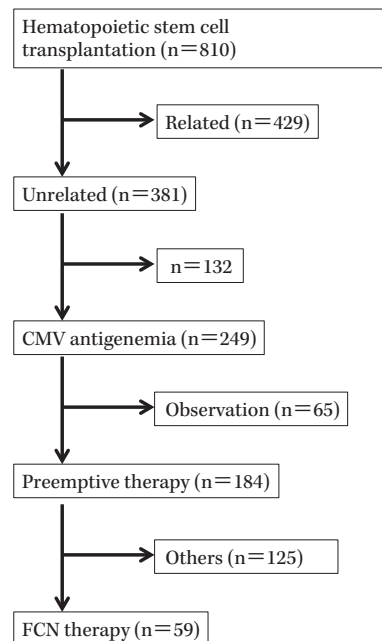 Hematopoietic stem cell
transplantation (n=810)
Related (n=429)
Unrelated (n=381)
n=132
CMV antigenemia (n=249)
Observation (n=65)
Preemptive therapy (n=184)
Others (n=125)
FCN therapy (n=59)